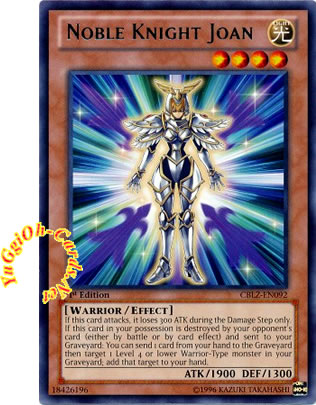 NOBLE KNIGHT JOAN
LIGHT
光
YuGgiOh-Cards.Net
1st Edition
CBLZ-EN092
[WARRIOR / EFFECT]
If this card attacks, it loses 300 ATK during the Damage Step only.
If this card in your possession is destroyed by your opponent's
card (either by battle or by card effect) and sent to your
Graveyard: You can send 1 card from your hand to the Graveyard
then target 1 Level 4 or lower Warrior-Type monster in your
Graveyard; add that target to your hand.
ATK/1900 DEF/1300
18426196
©1996 KAZUKI TAKAHASHI